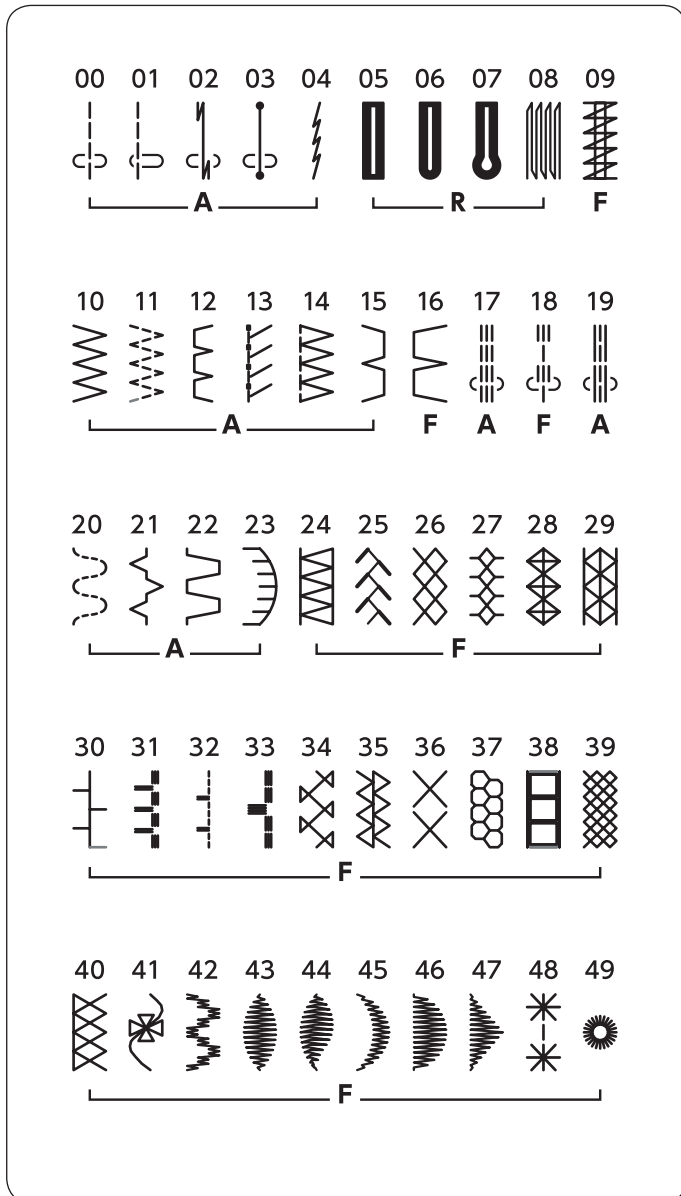 00 01 02 03 04 05 06 07 08 09
A R F
10 11 12 13 14 15 16 17 18 19
A F A F A
20 21 22 23 24 25 26 27 28 29
A F
30 31 32 33 34 35 36 37 38 39
F
40 41 42 43 44 45 46 47 48 49
F